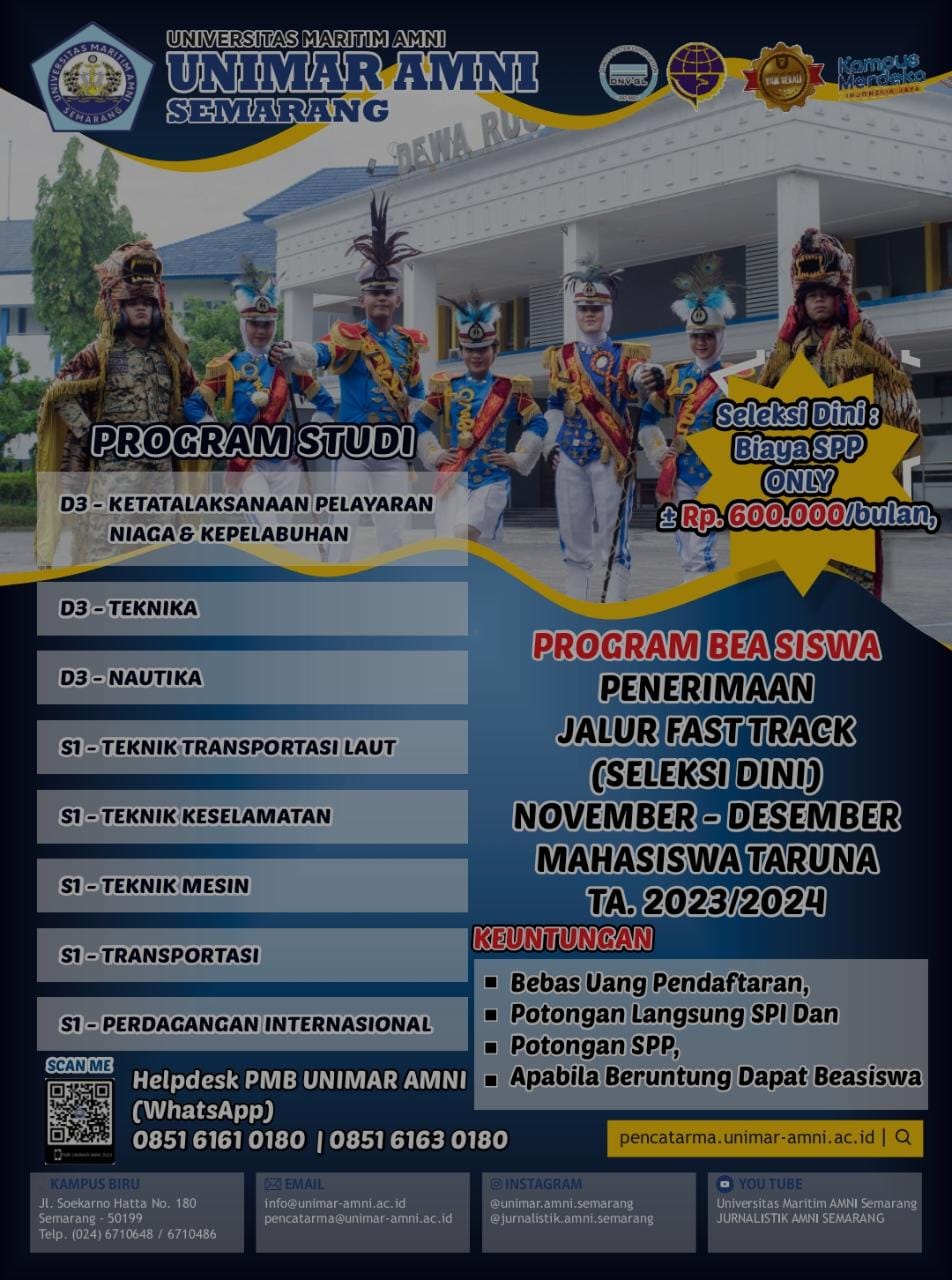 UNIVERSITAS MARITIM AMNI
UNIMAR AMNI
SEMARANG
UNIVERSITAS MARITIM AMNI
SEMARANG
DNV·GL
Kampus
Merdeka
INDONESIA JAYA
DEWA RUC
PROGRAM STUDI
D3 – KETATALAKSANAAN PELAYARAN
NIAGA & KEPELABUHAN
D3 – TEKNIKA
D3 – NAUTIKA
S1 – TEKNIK TRANSPORTASI LAUT
S1 – TEKNIK KESELAMATAN
S1 – TEKNIK MESIN
S1 – TRANSPORTASI
S1 – PERDAGANGAN INTERNASIONAL
Seleksi Dini :
Biaya SPP
ONLY
± Rp. 600.000/bulan,
PROGRAM BEA SISWA
PENERIMAAN
JALUR FAST TRACK
(SELEKSI DINI)
NOVEMBER – DESEMBER
MAHASISWA TARUNA
TA. 2023/2024
KEUNTUNGAN
Bebas Uang Pendaftaran,
Potongan Langsung SPI Dan
Potongan SPP,
Apabila Beruntung Dapat Beasiswa
SCAN ME
Helpdesk PMB UNIMAR AMNI
(WhatsApp)
0851 6161 0180 | 0851 6163 0180
pencatarma.unimar-amni.ac.id |
KAMPUS BIRU
Jl. Soekarno Hatta No. 180
Semarang - 50199
Telp. (024) 6710648 / 6710486
EMAIL
info@unimar-amni.ac.id
pencatarma@unimar-amni.ac.id
INSTAGRAM
@unimar.amni.semarang
@jurnalistik.amni.semarang
YOU TUBE
Universitas Maritim AMNI Semarang
JURNALISTIK AMNI SEMARANG